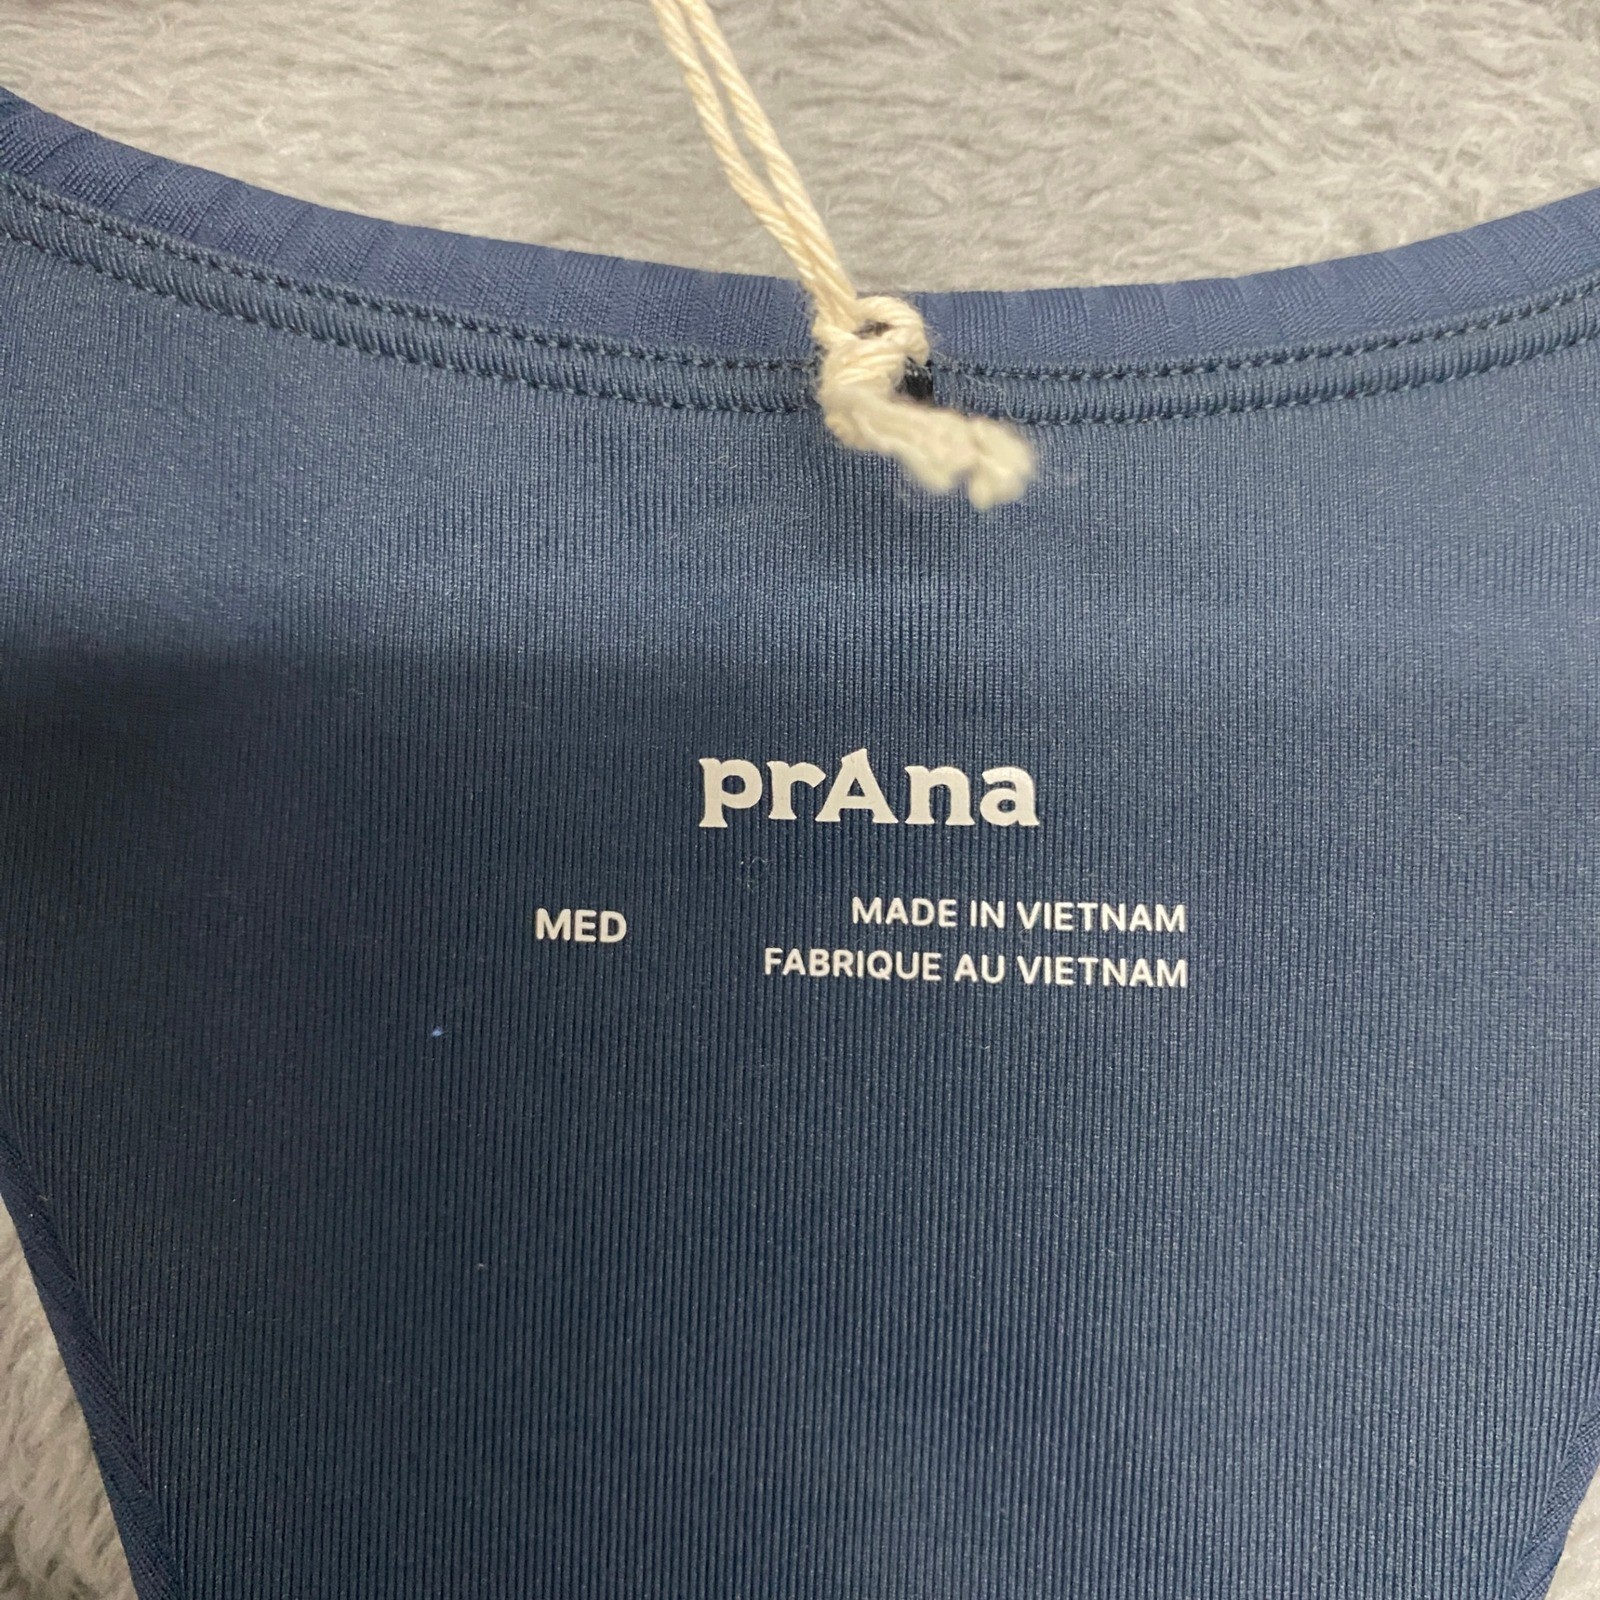 prAna
MED
MADE IN VIETNAM
FABRIQUE AU VIETNAM